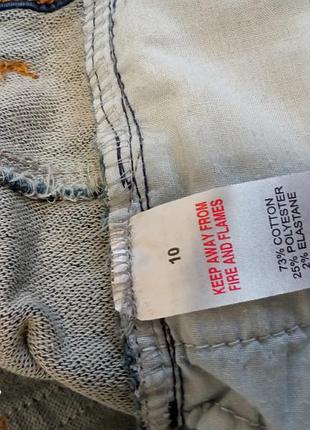 10
KEEP AWAY FROM
FIRE AND FLAMES
73% COTTON
25% POLYESTER
2% ELASTANE